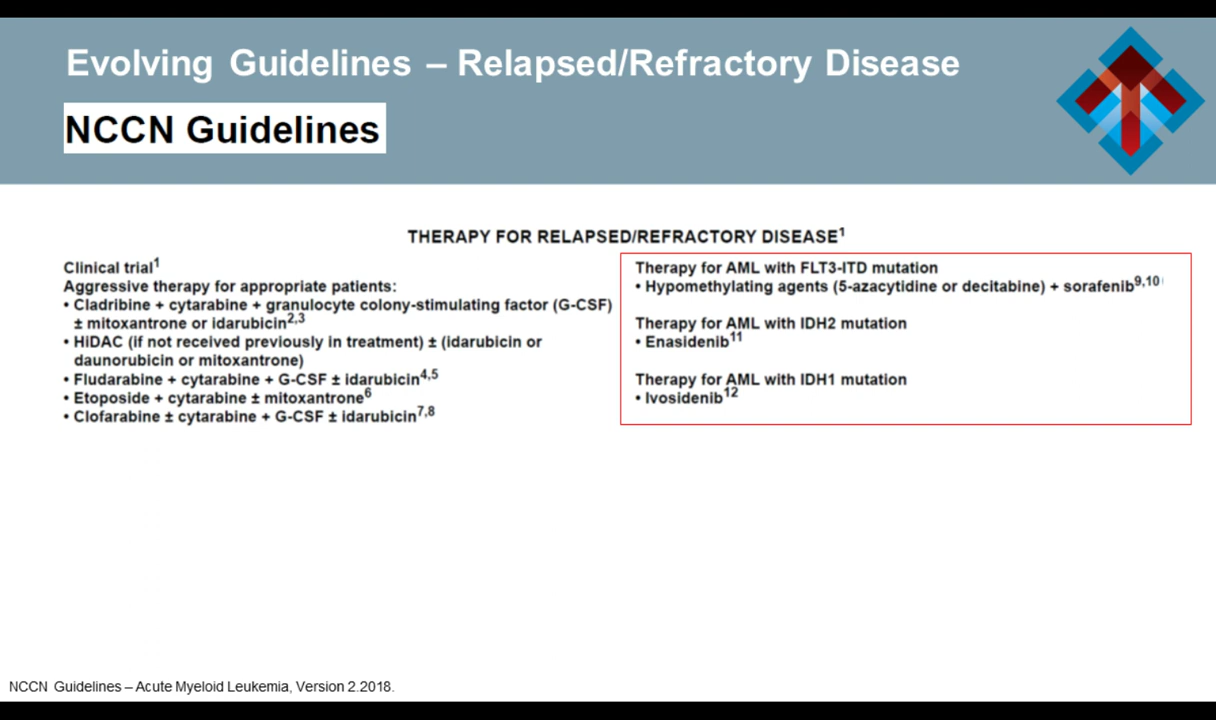 Evolving Guidelines – Relapsed/Refractory Disease
NCCN Guidelines
THERAPY FOR RELAPSED/REFRACTORY DISEASE1
Clinical trial1
Aggressive therapy for appropriate patients:
• Cladribine + cytarabine + granulocyte colony-stimulating factor (G-CSF)
± mitoxantrone or idarubicin2,3
• HiDAC (if not received previously in treatment) ± (idarubicin or
daunorubicin or mitoxantrone)
• Fludarabine + cytarabine + G-CSF ± idarubicin4,5
• Etoposide + cytarabine ± mitoxantrone6
• Clofarabine ± cytarabine + G-CSF ± idarubicin7,8
Therapy for AML with FLT3-ITD mutation
• Hypomethylating agents (5-azacytidine or decitabine) + sorafenib9,10
Therapy for AML with IDH2 mutation
• Enasidenib11
Therapy for AML with IDH1 mutation
• Ivosidenib12
NCCN Guidelines – Acute Myeloid Leukemia, Version 2.2018.